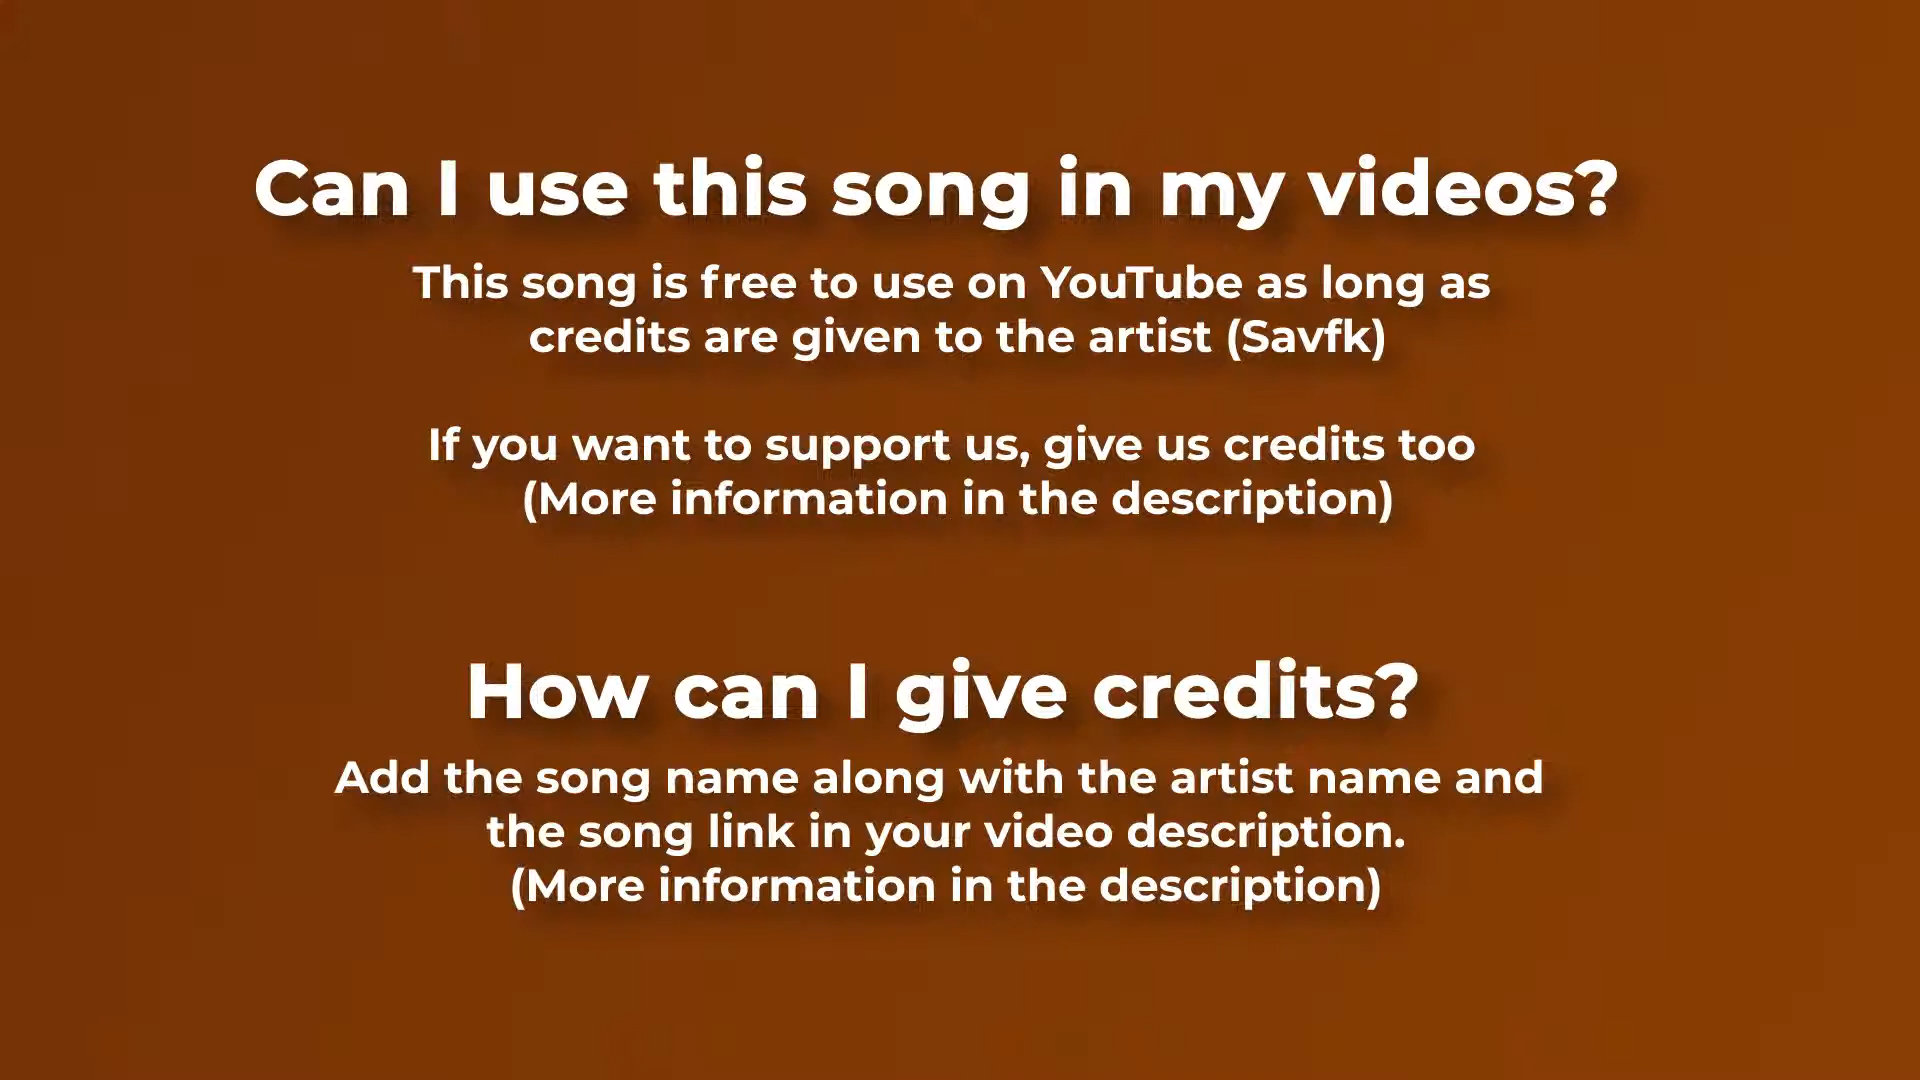 Can I use this song in my videos?
This song is free to use on YouTube as long as
credits are given to the artist (Savfk)
If you want to support us, give us credits too
(More information in the description)
How can I give credits?
Add the song name along with the artist name and
the song link in your video description.
(More information in the description)